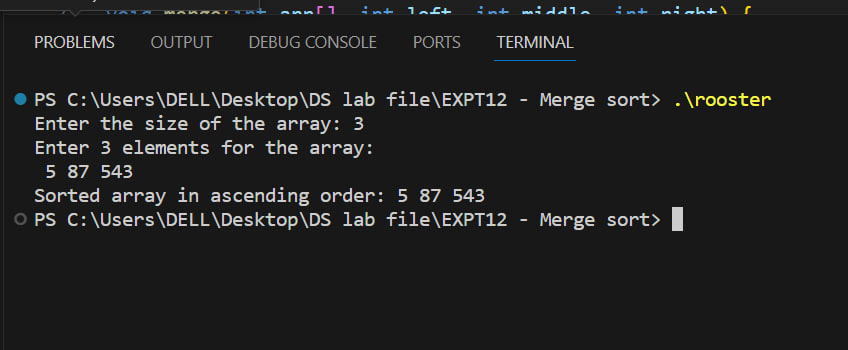 void merge(int arr[], int left, int middle, int right) {
PROBLEMS OUTPUT DEBUG CONSOLE PORTS TERMINAL
PS C:\Users\DELL\Desktop\DS lab file\EXPT12 - Merge sort> .\rooster
Enter the size of the array: 3
Enter 3 elements for the array:
5 87 543
Sorted array in ascending order: 5 87 543
PS C:\Users\DELL\Desktop\DS lab file\EXPT12 - Merge sort>